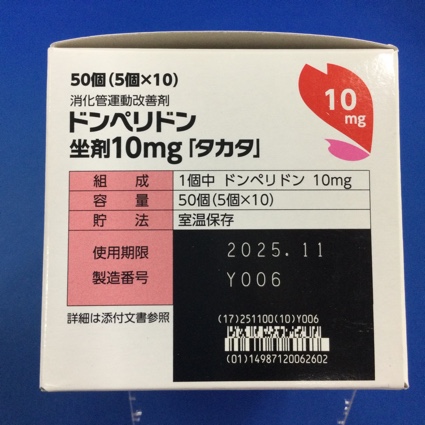 50個（5個×10）
消化管運動改善剤
ドンペリドン
坐剤10mg「タカタ」
10
mg
組成 1個中 ドンペリドン 10mg
容量 50個（5個×10）
貯法 室温保存
使用期限 2025.11
製造番号 Y006
詳細は添付文書参照
(17)251100(10)Y006
(01)14987120062602